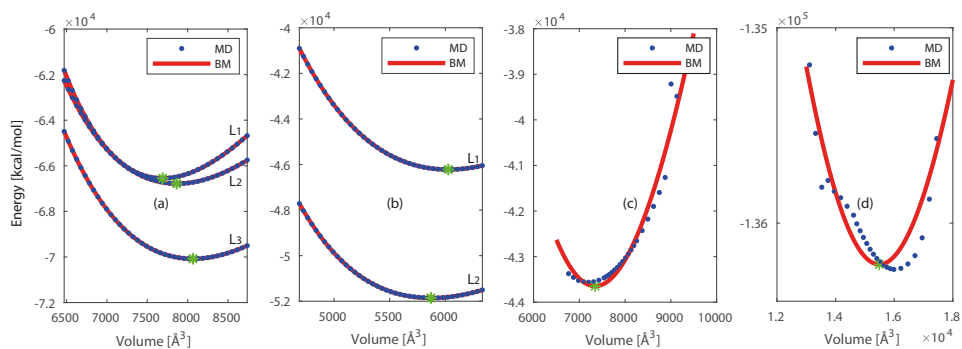 ×10⁴
-6
-6.2
-6.4
-6.6
-6.8
-7
-7.2
Energy [kcal/mol]
MD
BM
L1
L2
L3
(a)
6500 7000 7500 8000 8500
Volume [Å³]
×10⁴
-4
-4.2
-4.4
-4.6
-4.8
-5
-5.2
MD
BM
L1
L2
(b)
5000 5500 6000
Volume [Å³]
×10⁴
-3.8
-3.9
-4
-4.1
-4.2
-4.3
-4.4
MD
BM
(c)
6000 7000 8000 9000 10000
Volume [Å³]
×10⁵
-1.35
-1.36
MD
BM
(d)
1.2 1.4 1.6 1.8
Volume [Å³] ×10⁴